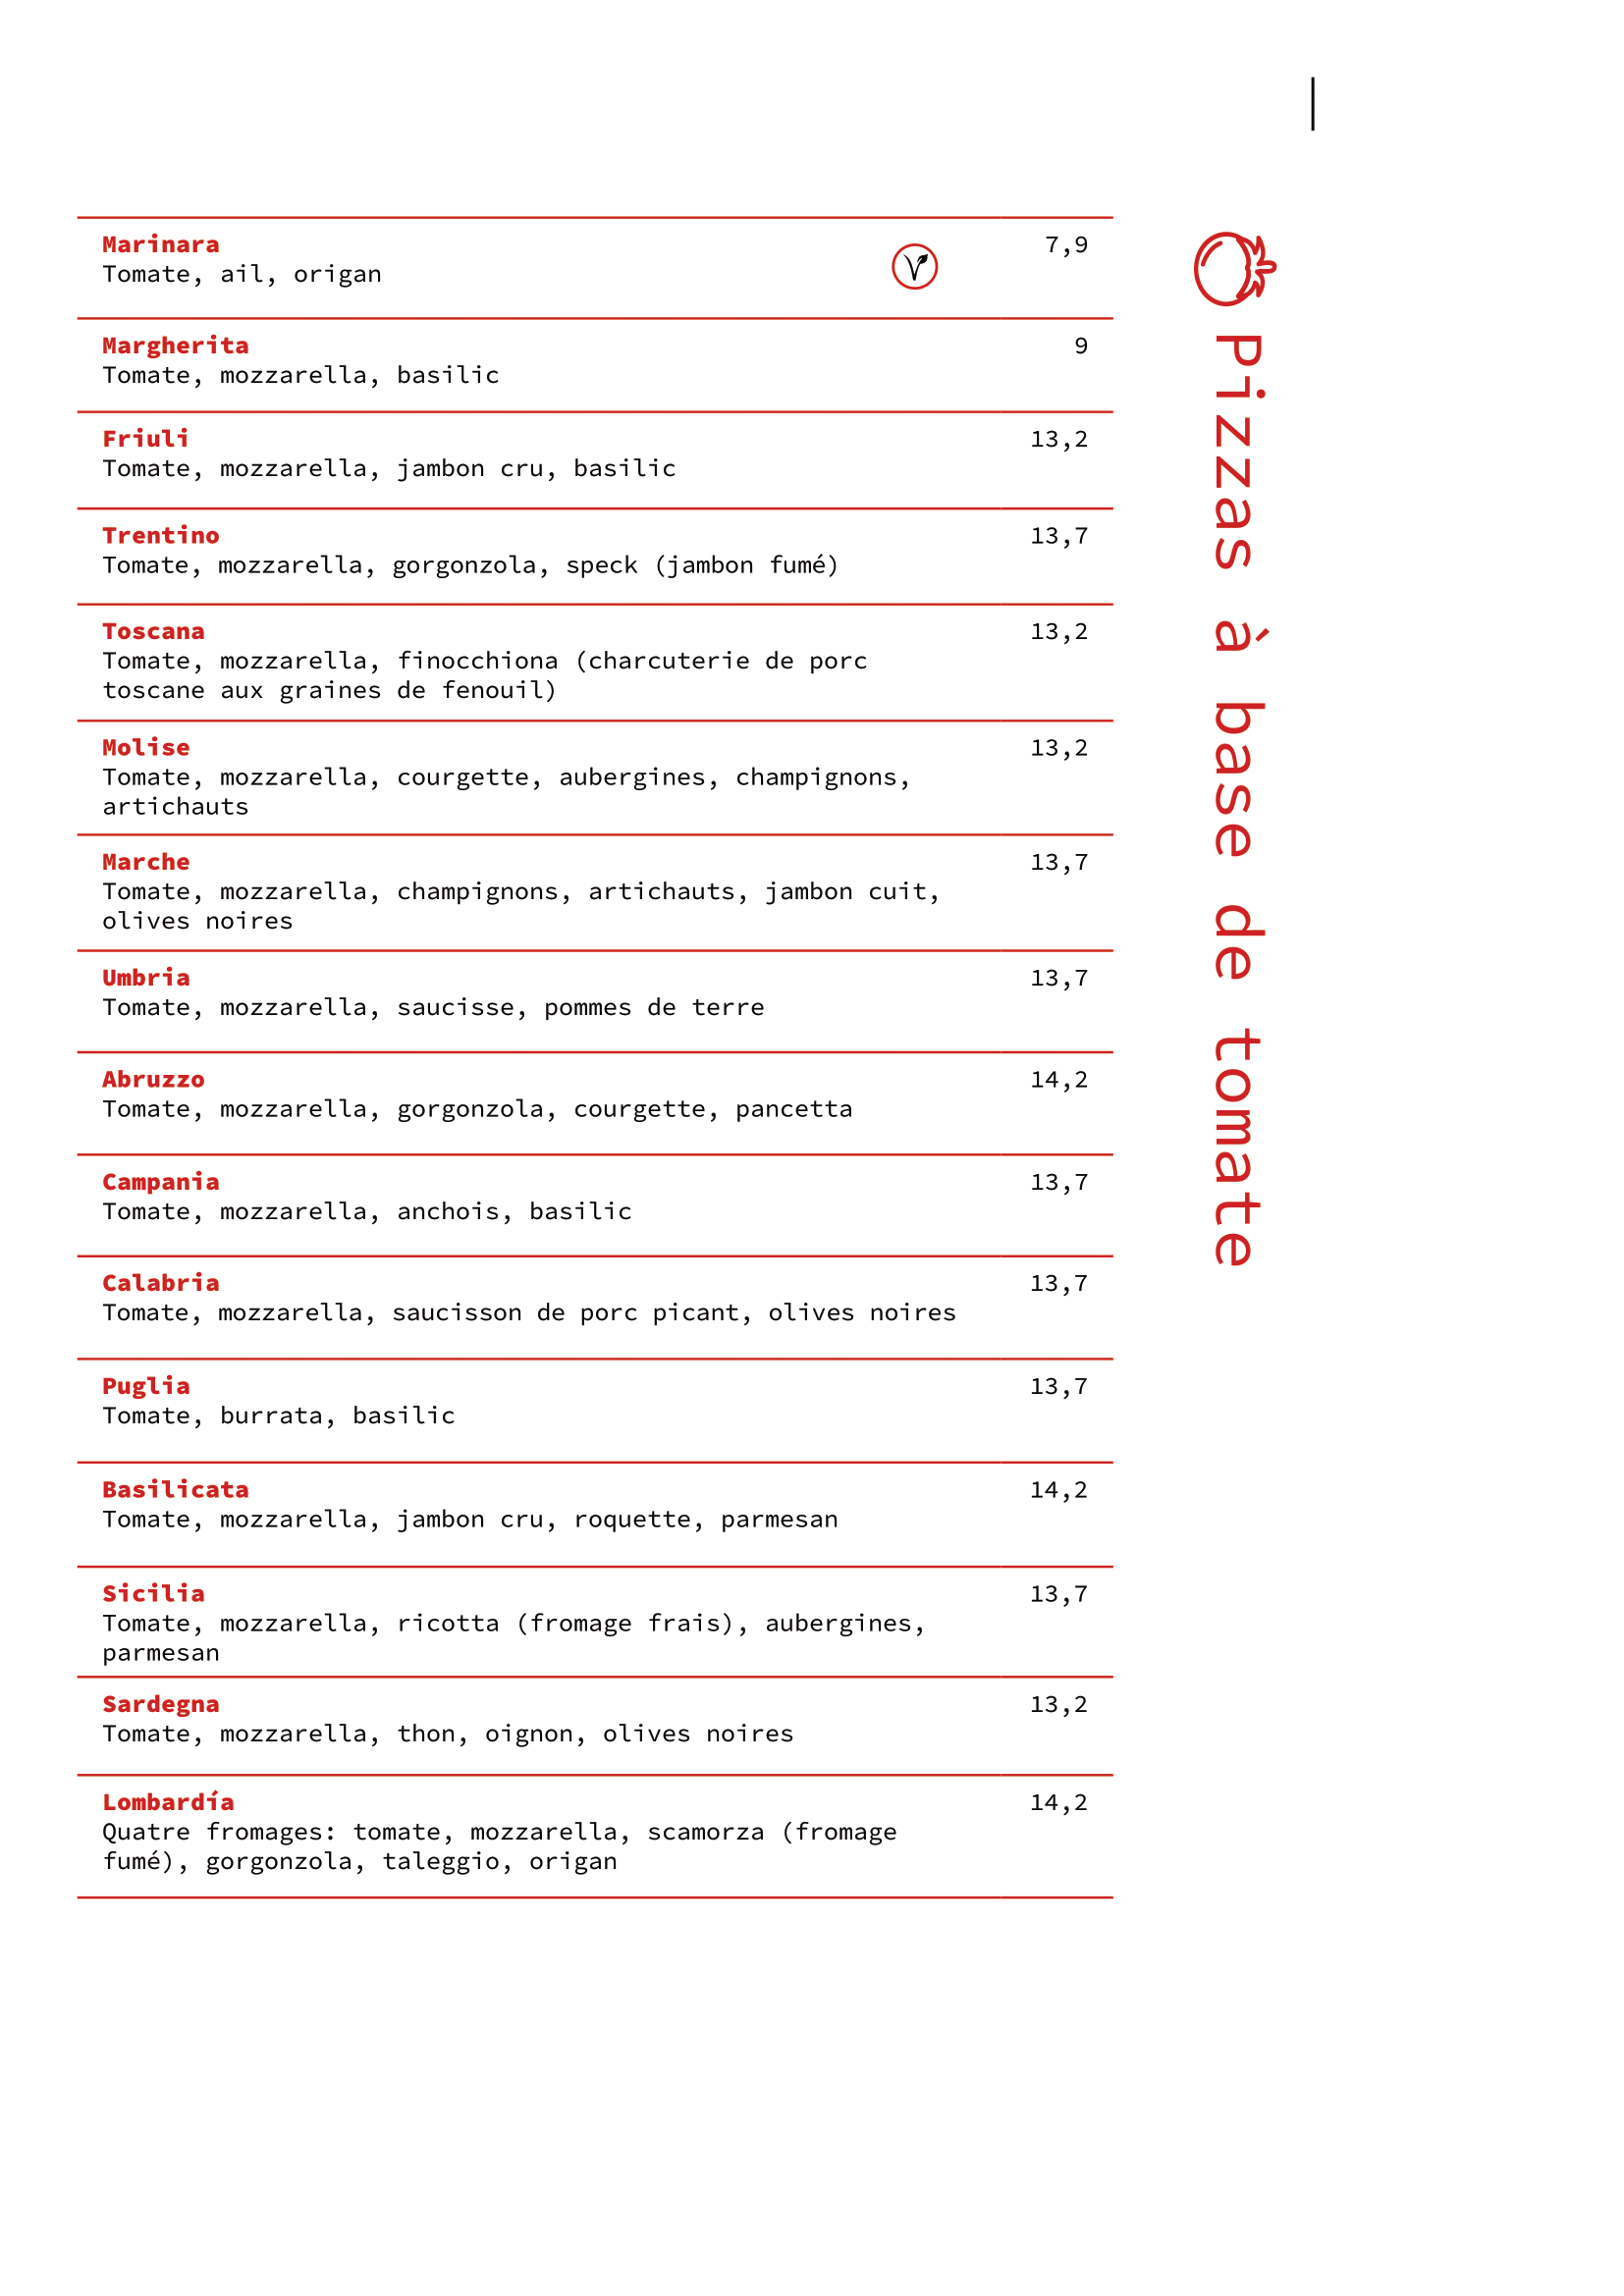 Pizzas á base de tomate
Marinara 7,9
Tomate, ail, origan
Margherita 9
Tomate, mozzarella, basilic
Friuli 13,2
Tomate, mozzarella, jambon cru, basilic
Trentino 13,7
Tomate, mozzarella, gorgonzola, speck (jambon fumé)
Toscana 13,2
Tomate, mozzarella, finocchiona (charcuterie de porc
toscane aux graines de fenouil)
Molise 13,2
Tomate, mozzarella, courgette, aubergines, champignons,
artichauts
Marche 13,7
Tomate, mozzarella, champignons, artichauts, jambon cuit,
olives noires
Umbria 13,7
Tomate, mozzarella, saucisse, pommes de terre
Abruzzo 14,2
Tomate, mozzarella, gorgonzola, courgette, pancetta
Campania 13,7
Tomate, mozzarella, anchois, basilic
Calabria 13,7
Tomate, mozzarella, saucisson de porc picant, olives noires
Puglia 13,7
Tomate, burrata, basilic
Basilicata 14,2
Tomate, mozzarella, jambon cru, roquette, parmesan
Sicilia 13,7
Tomate, mozzarella, ricotta (fromage frais), aubergines,
parmesan
Sardegna 13,2
Tomate, mozzarella, thon, oignon, olives noires
Lombardía 14,2
Quatre fromages: tomate, mozzarella, scamorza (fromage
fumé), gorgonzola, taleggio, origan